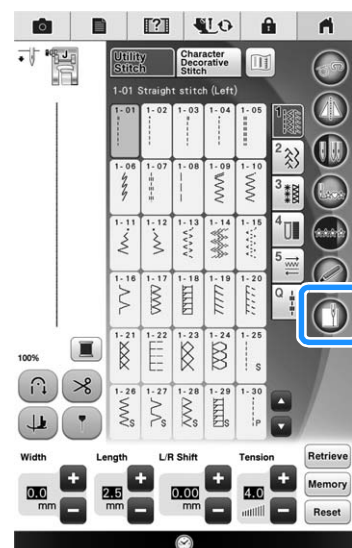 [?]
J
Utility
Stitch
Character
Decorative
Stitch
1-01 Straight stitch (Left)
1-01 1-02 1-03 1-04 1-05 1
1-06 1-07 1-08 1-09 1-10 2
3
1-11 1-12 1-13 1-14 1-15 4
5
1-16 1-17 1-18 1-19 1-20 Q
1-21 1-22 1-23 1-24 1-25
S
100%
1-26 1-27 1-28 1-29 1-30
S S S S P
Width Length L/R Shift Tension Retrieve
0.0 mm + − 2.5 mm + − 0.00 mm + − 4.0 + − Memory
Reset